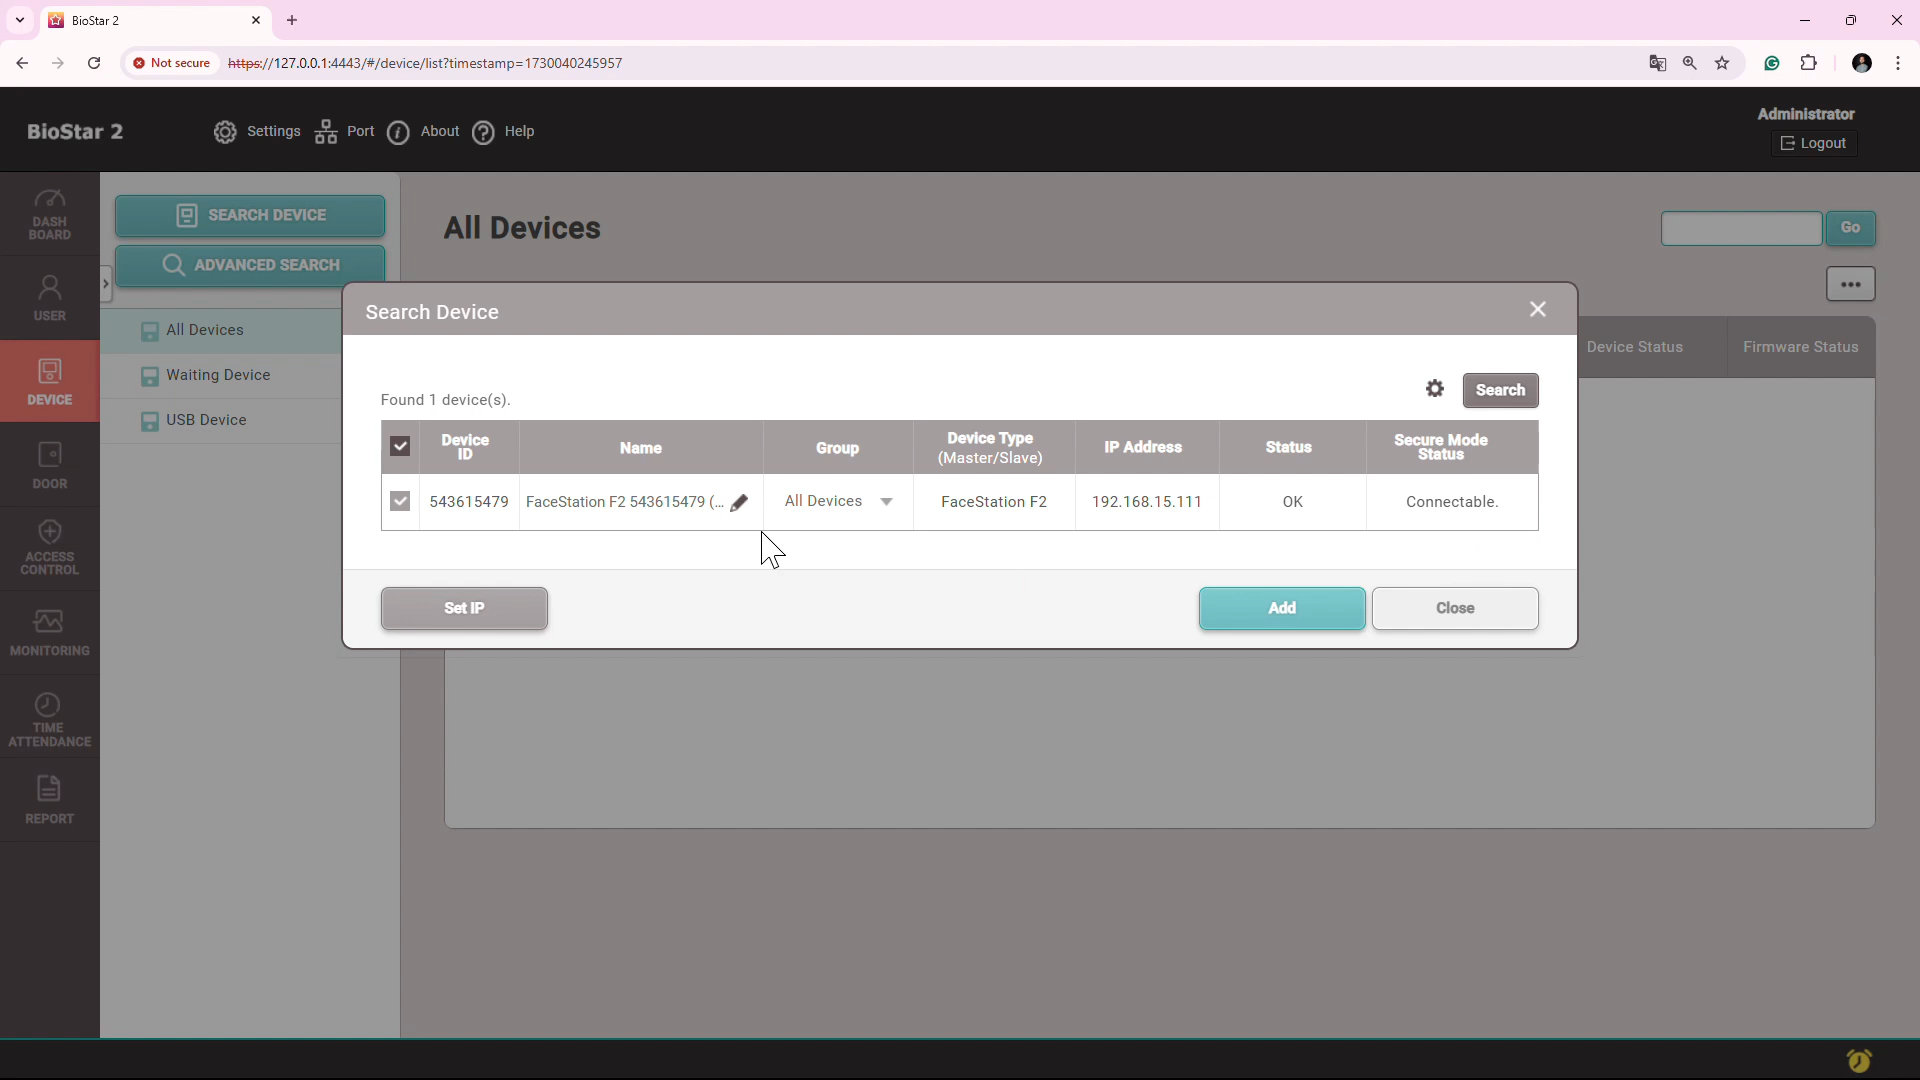 BioStar 2
Not secure
https://127.0.0.1:4443/#/device/list?timestamp=1730040245957
BioStar 2
Settings
Port
About
Help
Administrator
Logout
DASH
BOARD
USER
DEVICE
DOOR
ACCESS
CONTROL
MONITORING
TIME
ATTENDANCE
REPORT
SEARCH DEVICE
ADVANCED SEARCH
All Devices
Waiting Device
USB Device
All Devices
Go
Device Status
Firmware Status
Search Device
Found 1 device(s).
Search
Device
ID
Name
Group
Device Type
(Master/Slave)
IP Address
Status
Secure Mode
Status
543615479
FaceStation F2 543615479 (...
All Devices
FaceStation F2
192.168.15.111
OK
Connectable.
Set IP
Add
Close